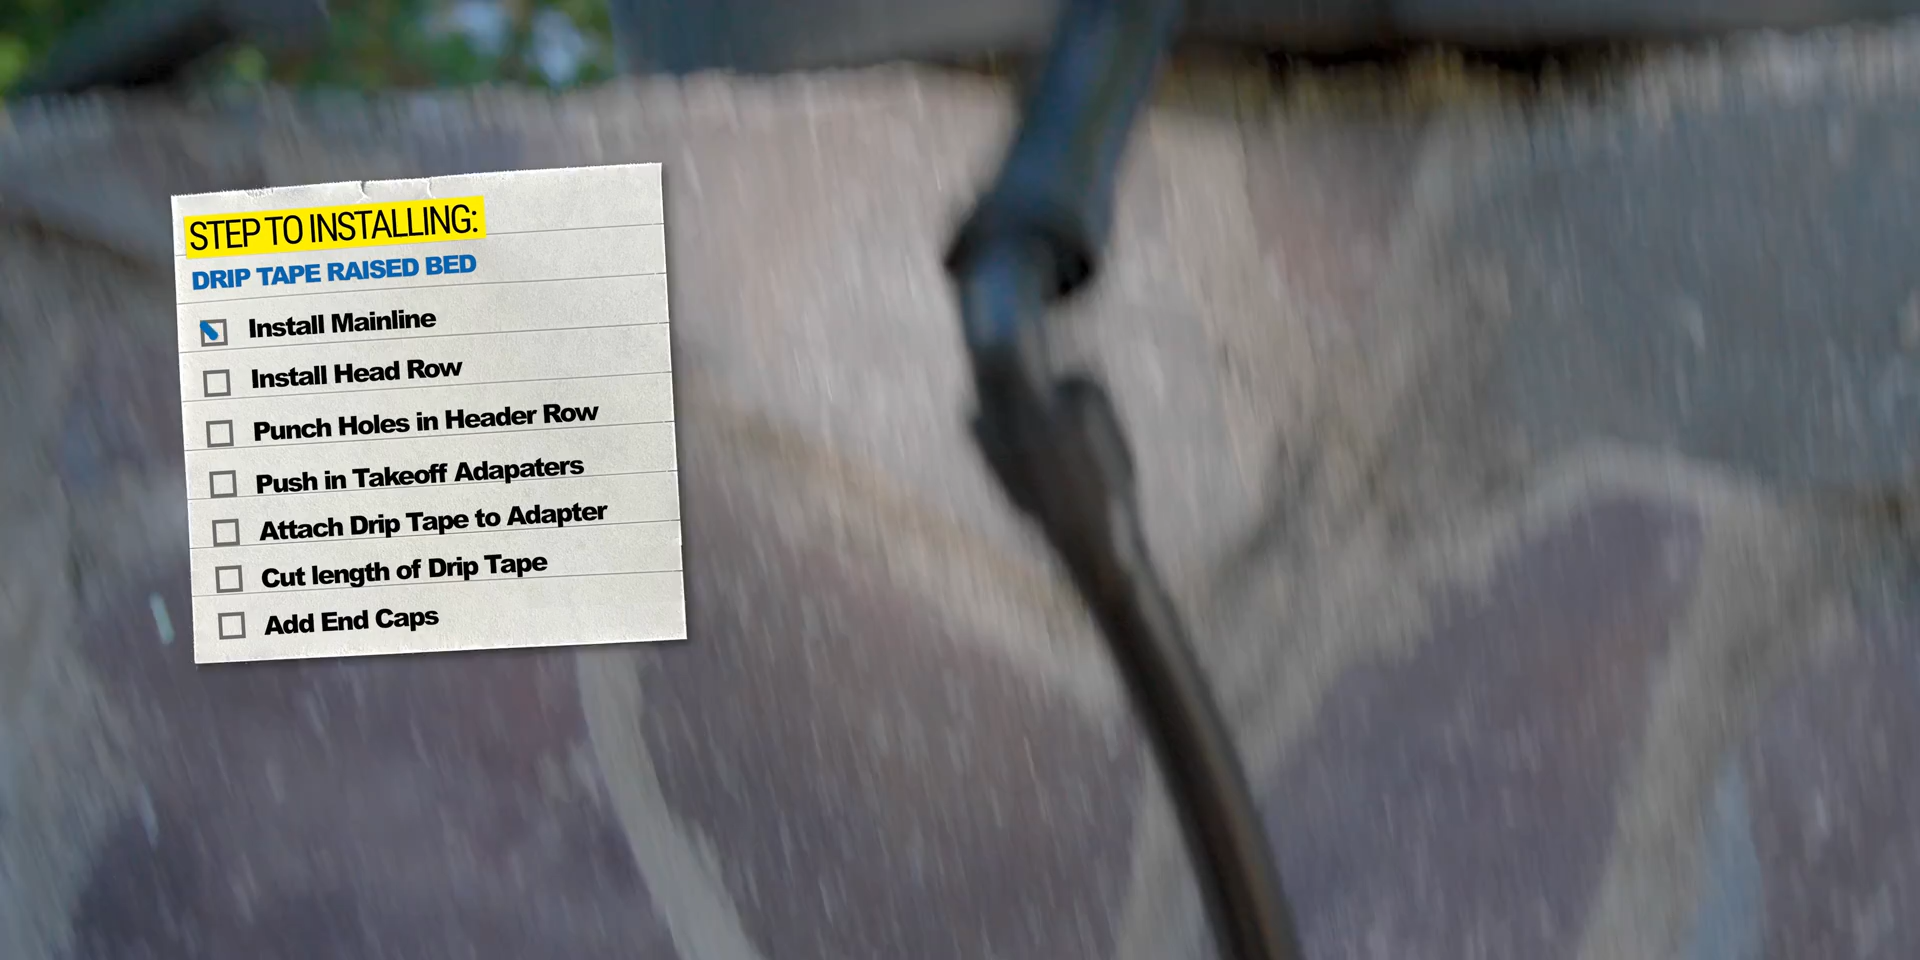 STEP TO INSTALLING:
DRIP TAPE RAISED BED
Install Mainline
Install Head Row
Punch Holes in Header Row
Push in Takeoff Adapaters
Attach Drip Tape to Adapter
Cut length of Drip Tape
Add End Caps